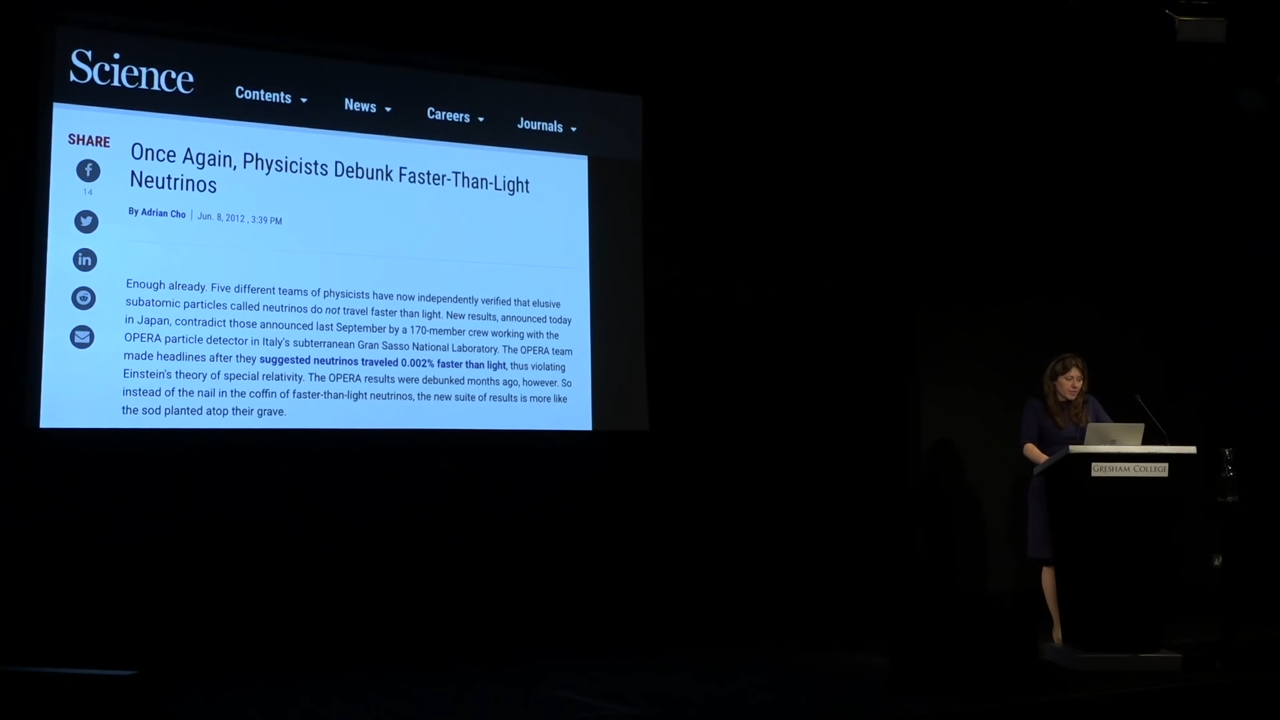 Science
Contents
News
Careers
Journals
SHARE
14
Once Again, Physicists Debunk Faster-Than-Light
Neutrinos
By Adrian Cho | Jun. 8, 2012 , 3:39 PM
Enough already. Five different teams of physicists have now independently verified that elusive
subatomic particles called neutrinos do not travel faster than light. New results, announced today
in Japan, contradict those announced last September by a 170-member crew working with the
OPERA particle detector in Italy's subterranean Gran Sasso National Laboratory. The OPERA team
made headlines after they suggested neutrinos traveled 0.002% faster than light, thus violating
Einstein's theory of special relativity. The OPERA results were debunked months ago, however. So
instead of the nail in the coffin of faster-than-light neutrinos, the new suite of results is more like
the sod planted atop their grave.
GRESHAM COLLEGE